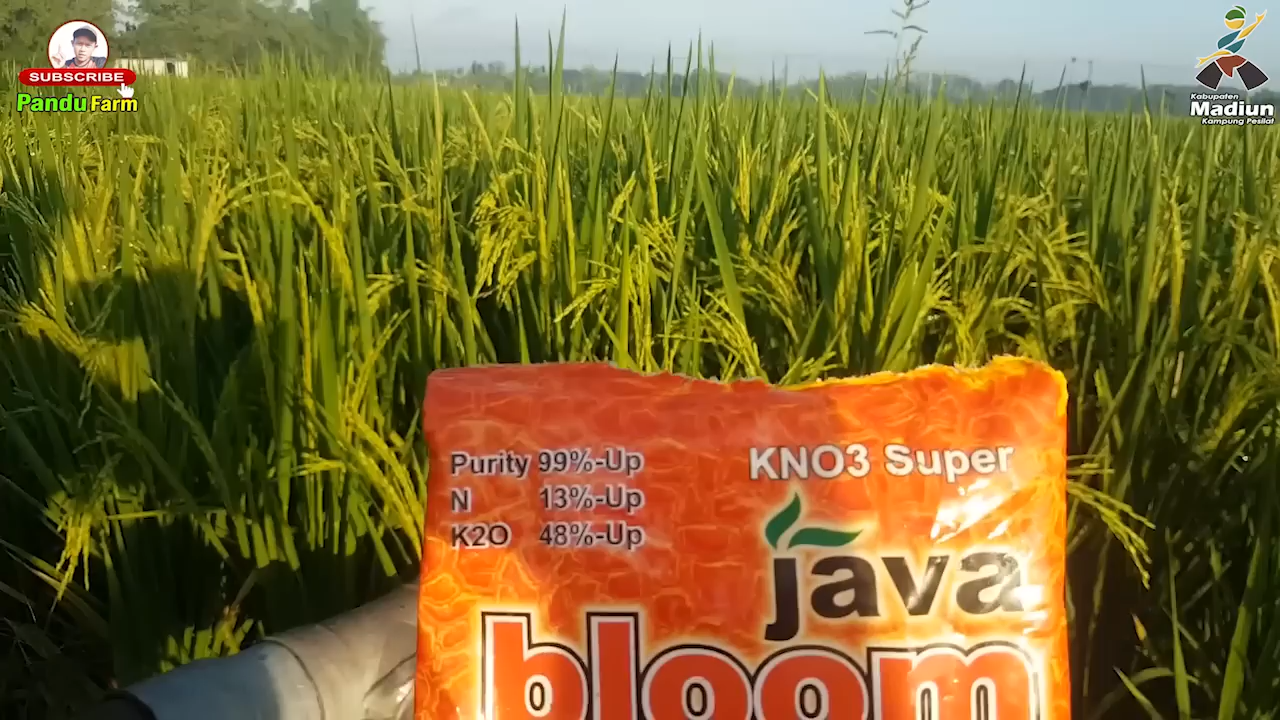 SUBSCRIBE
Pandu Farm
Kabupaten
Madiun
Kampung Pesilat
Purity 99%-Up
N 13%-Up
K2O 48%-Up
KNO3 Super
java
bloom